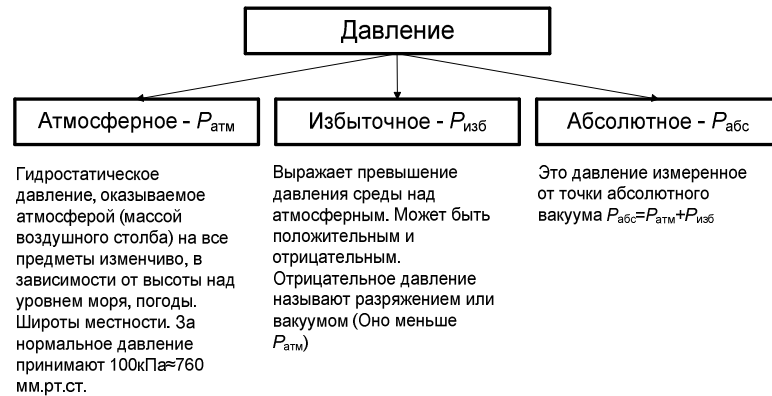 Давление
Атмосферное - Pатм
Избыточное - Pизб
Абсолютное - Pабс
Гидростатическое
давление, оказываемое
атмосферой (массой
воздушного столба) на все
предметы изменчиво, в
зависимости от высоты над
уровнем моря, погоды.
Широты местности. За
нормальное давление
принимают 100кПа≈760
мм.рт.ст.
Выражает превышение
давления среды над
атмосферным. Может быть
положительным и
отрицательным.
Отрицательное давление
называют разряжением или
вакуумом (Оно меньше
Pатм)
Это давление измеренное
от точки абсолютного
вакуума Pабс=Pатм+Pизб